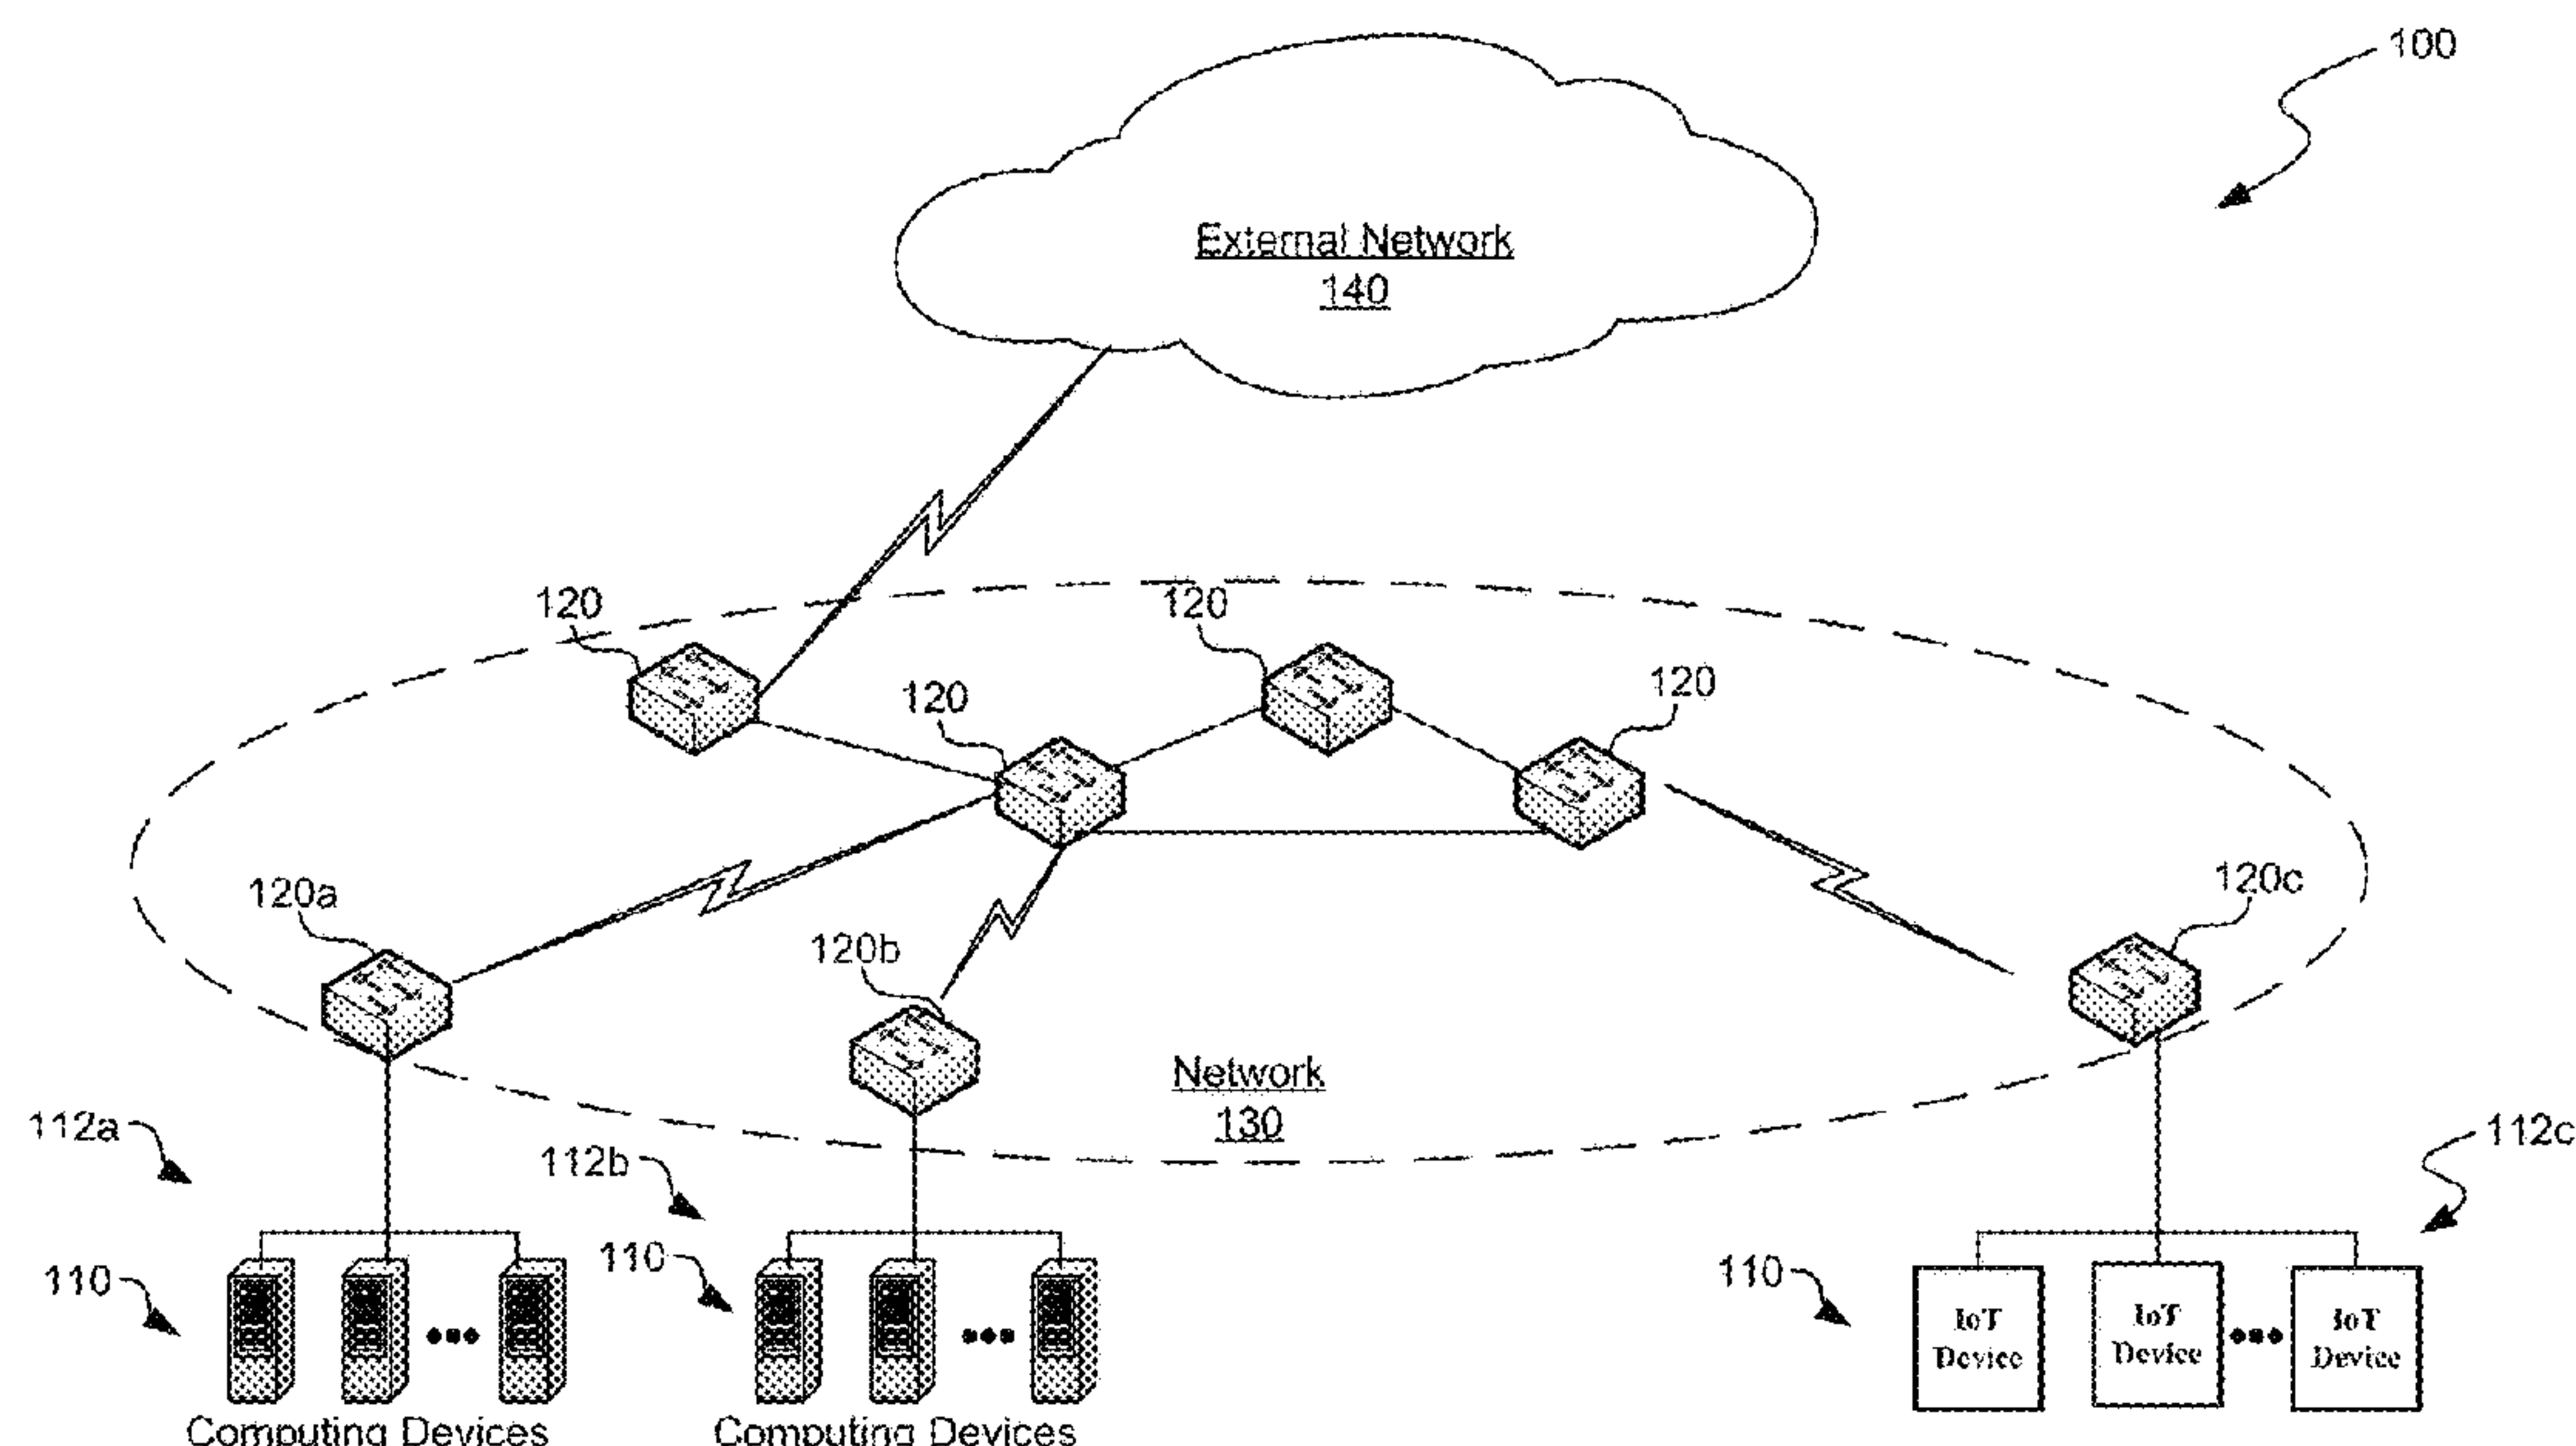 100
External Network
140
120
120
120
120
120a
120b
120c
Network
130
112a
112b
112c
110
110
110
IoT
Device
IoT
Device
IoT
Device
Computing Devices
Computing Devices